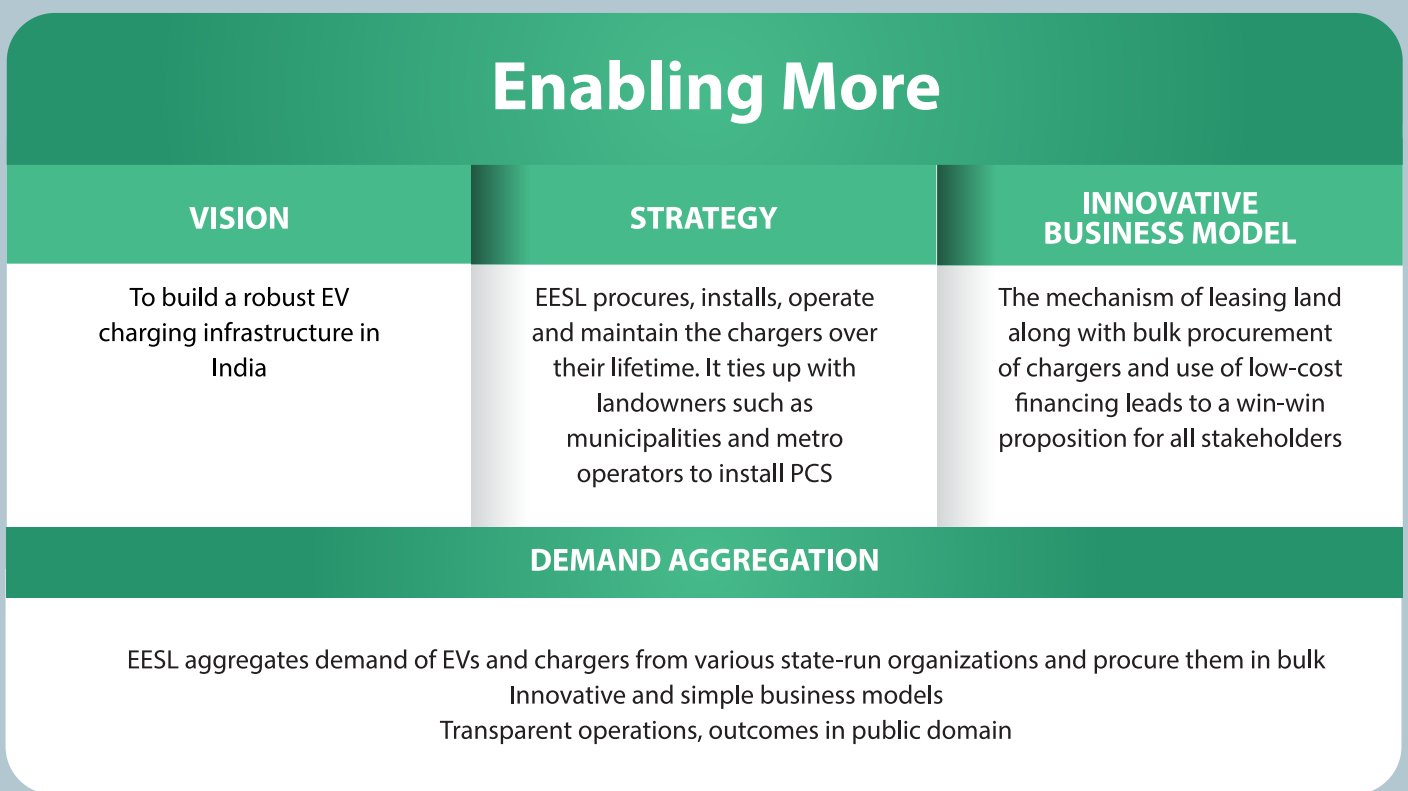 Enabling More
VISION
To build a robust EV
charging infrastructure in
India
STRATEGY
EESL procures, installs, operate
and maintain the chargers over
their lifetime. It ties up with
landowners such as
municipalities and metro
operators to install PCS
INNOVATIVE
BUSINESS MODEL
The mechanism of leasing land
along with bulk procurement
of chargers and use of low-cost
financing leads to a win-win
proposition for all stakeholders
DEMAND AGGREGATION
EESL aggregates demand of EVs and chargers from various state-run organizations and procure them in bulk
Innovative and simple business models
Transparent operations, outcomes in public domain